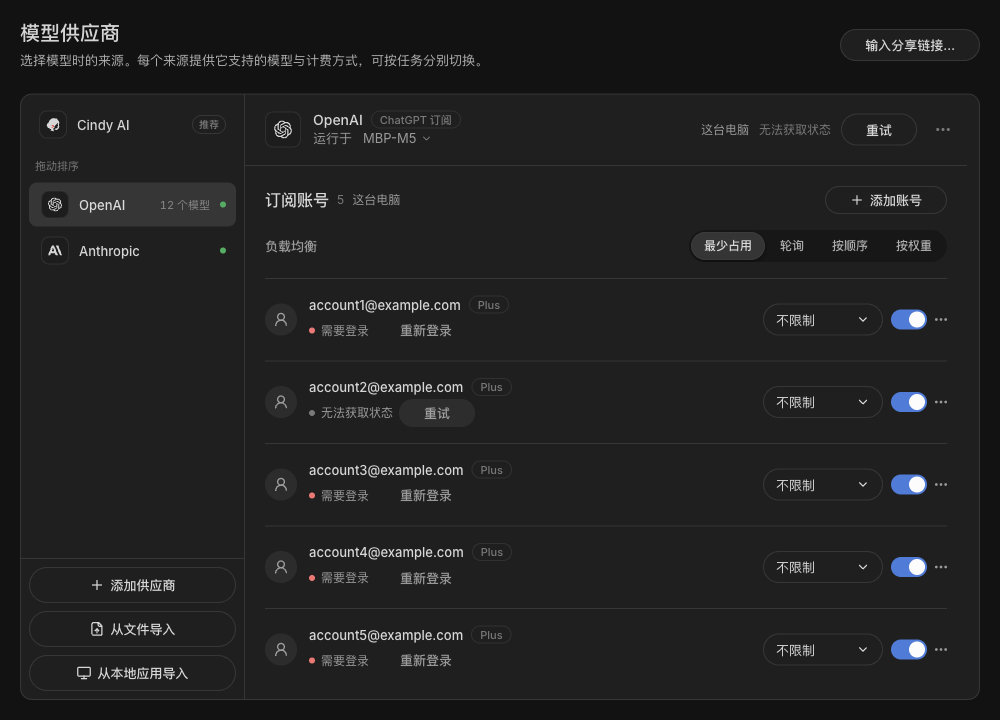 模型供应商
选择模型时的来源。每个来源提供它支持的模型与计费方式，可按任务分别切换。
输入分享链接...
Cindy AI 推荐
拖动排序
OpenAI 12 个模型
Anthropic
添加供应商
从文件导入
从本地应用导入
OpenAI ChatGPT 订阅
运行于 MBP-M5
这台电脑 无法获取状态 重试
订阅账号 5 这台电脑
添加账号
负载均衡
最少占用 轮询 按顺序 按权重
account1@example.com Plus
需要登录 重新登录
不限制
account2@example.com Plus
无法获取状态 重试
不限制
account3@example.com Plus
需要登录 重新登录
不限制
account4@example.com Plus
需要登录 重新登录
不限制
account5@example.com Plus
需要登录 重新登录
不限制